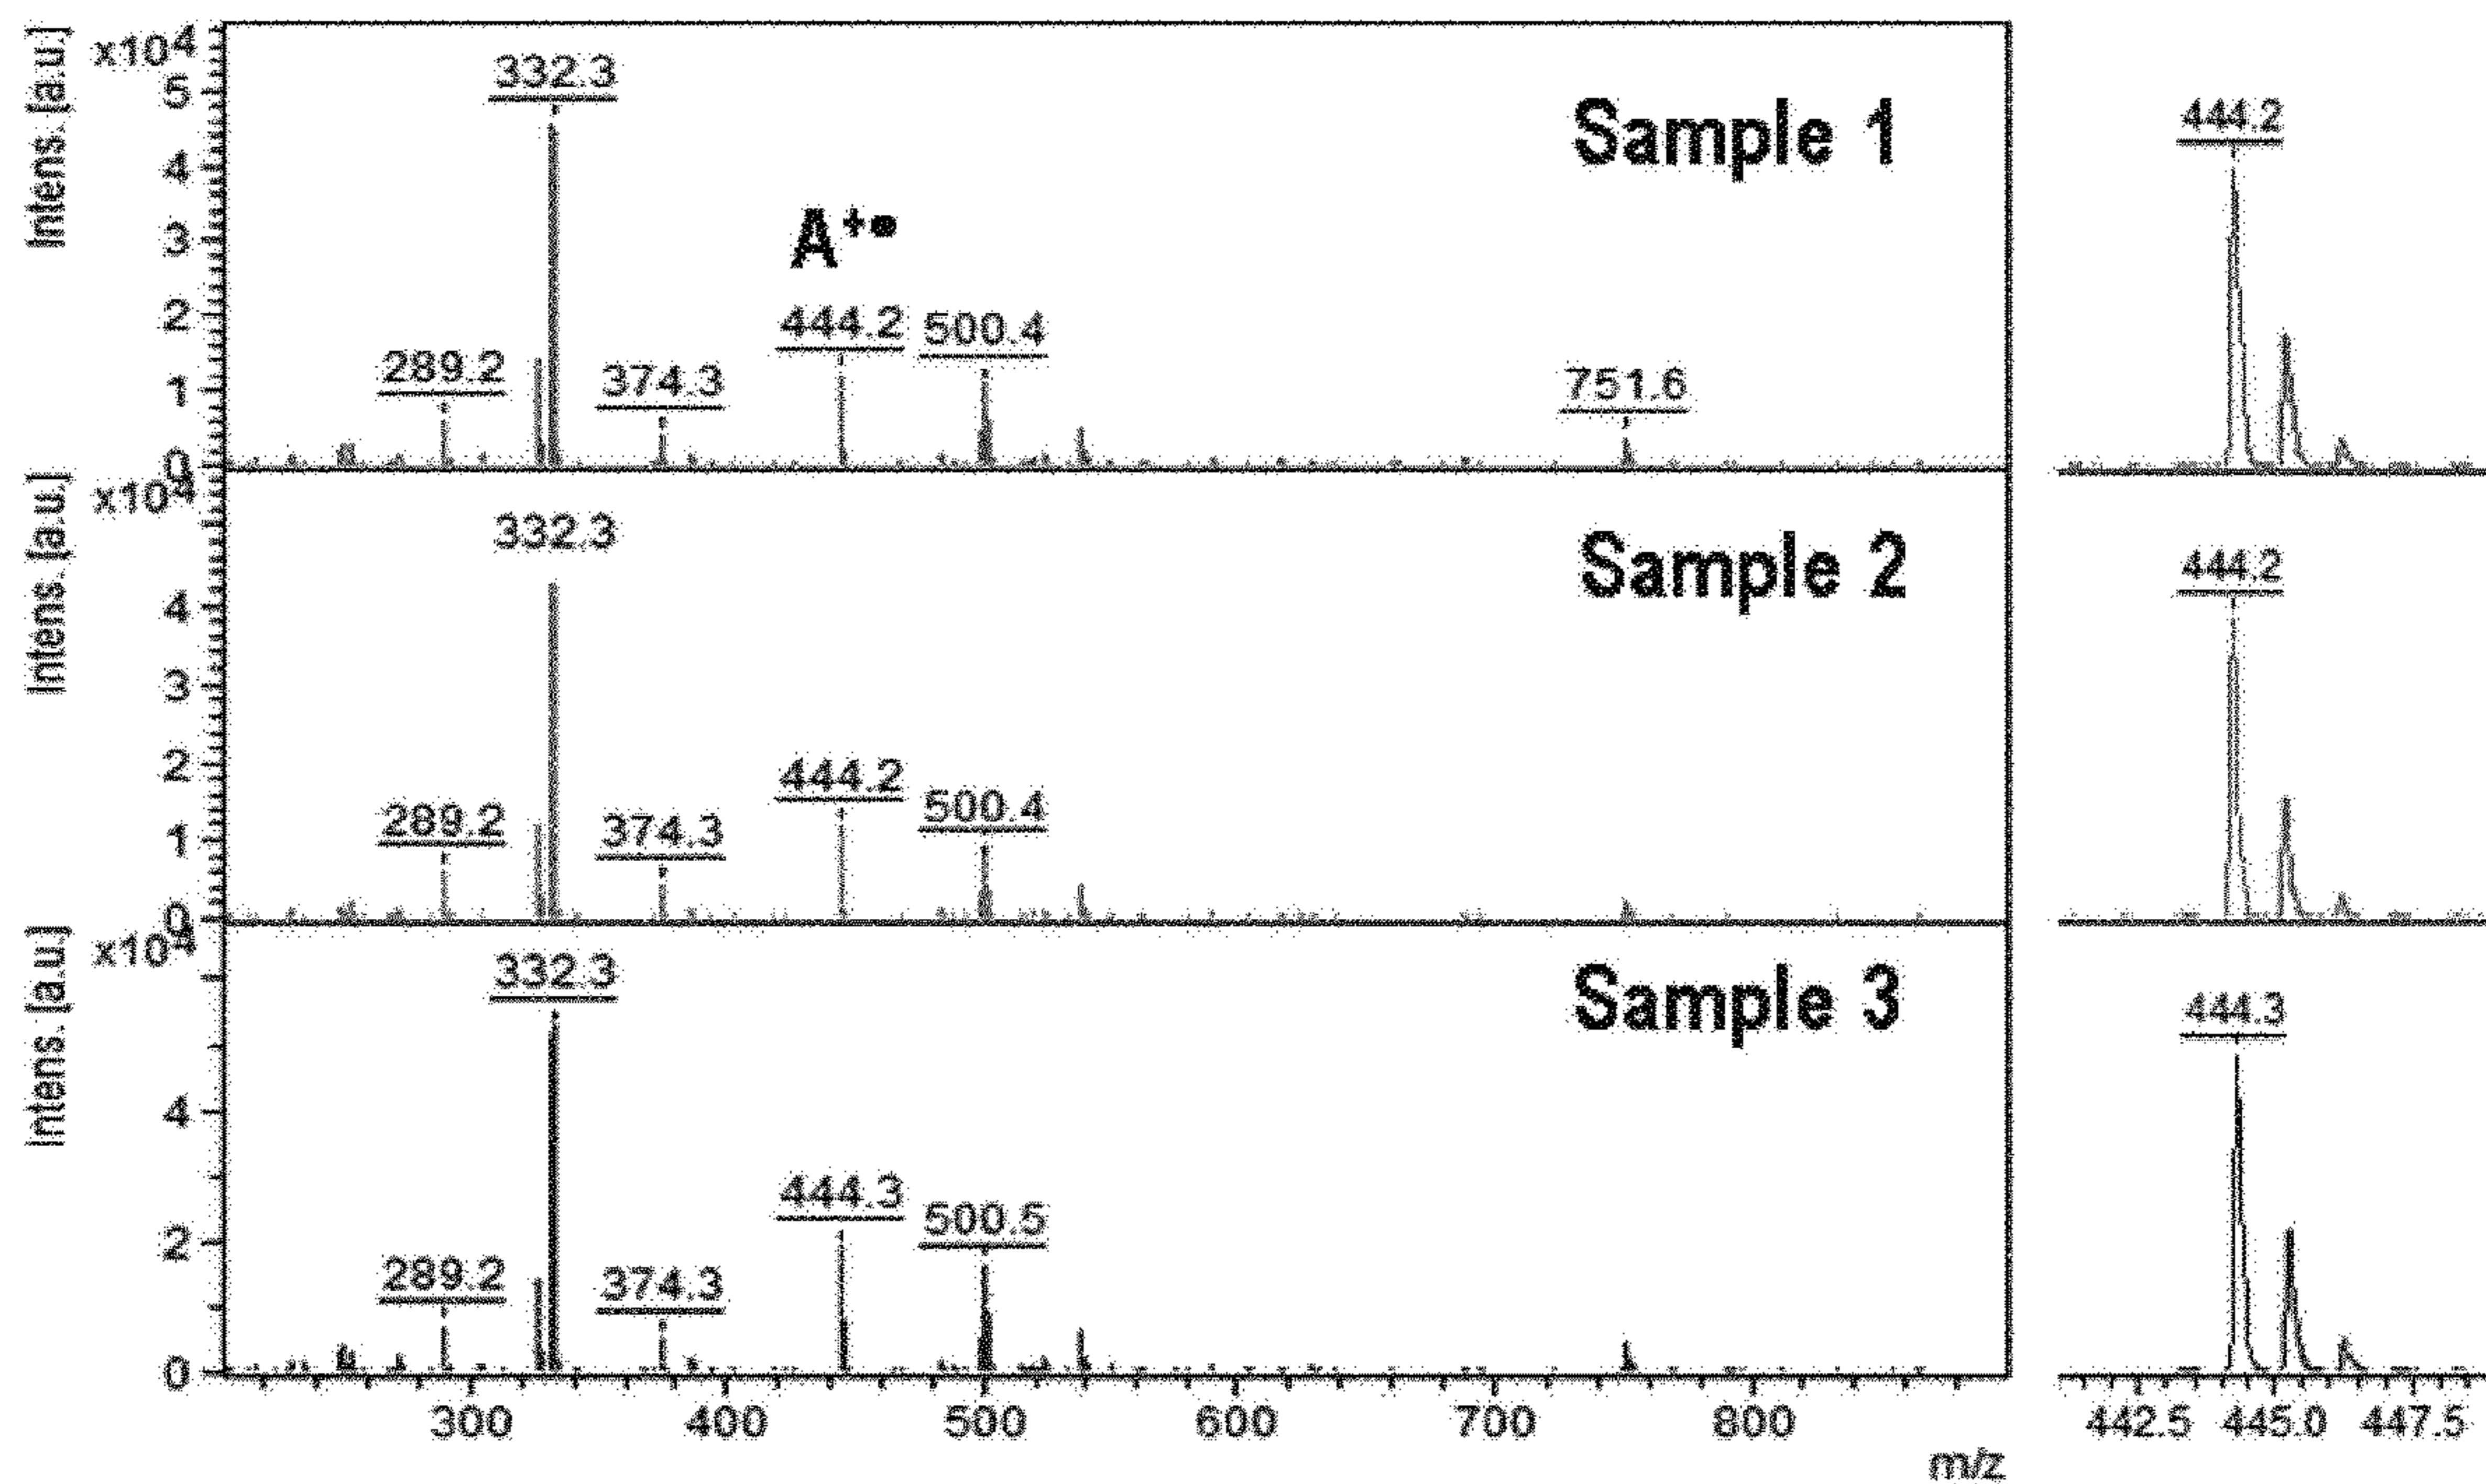 Intens. [a.u.]
x10⁴
5
4
3
2
1
0
332.3
Sample 1
A⁺•
289.2
374.3
444.2
500.4
751.6
444.2
Intens. [a.u.]
x10⁴
4
3
2
1
0
332.3
Sample 2
289.2
374.3
444.2
500.4
444.2
Intens. [a.u.]
x10⁴
4
2
0
332.3
Sample 3
289.2
374.3
444.3
500.5
444.3
300 400 500 600 700 800
442.5 445.0 447.5
m/z